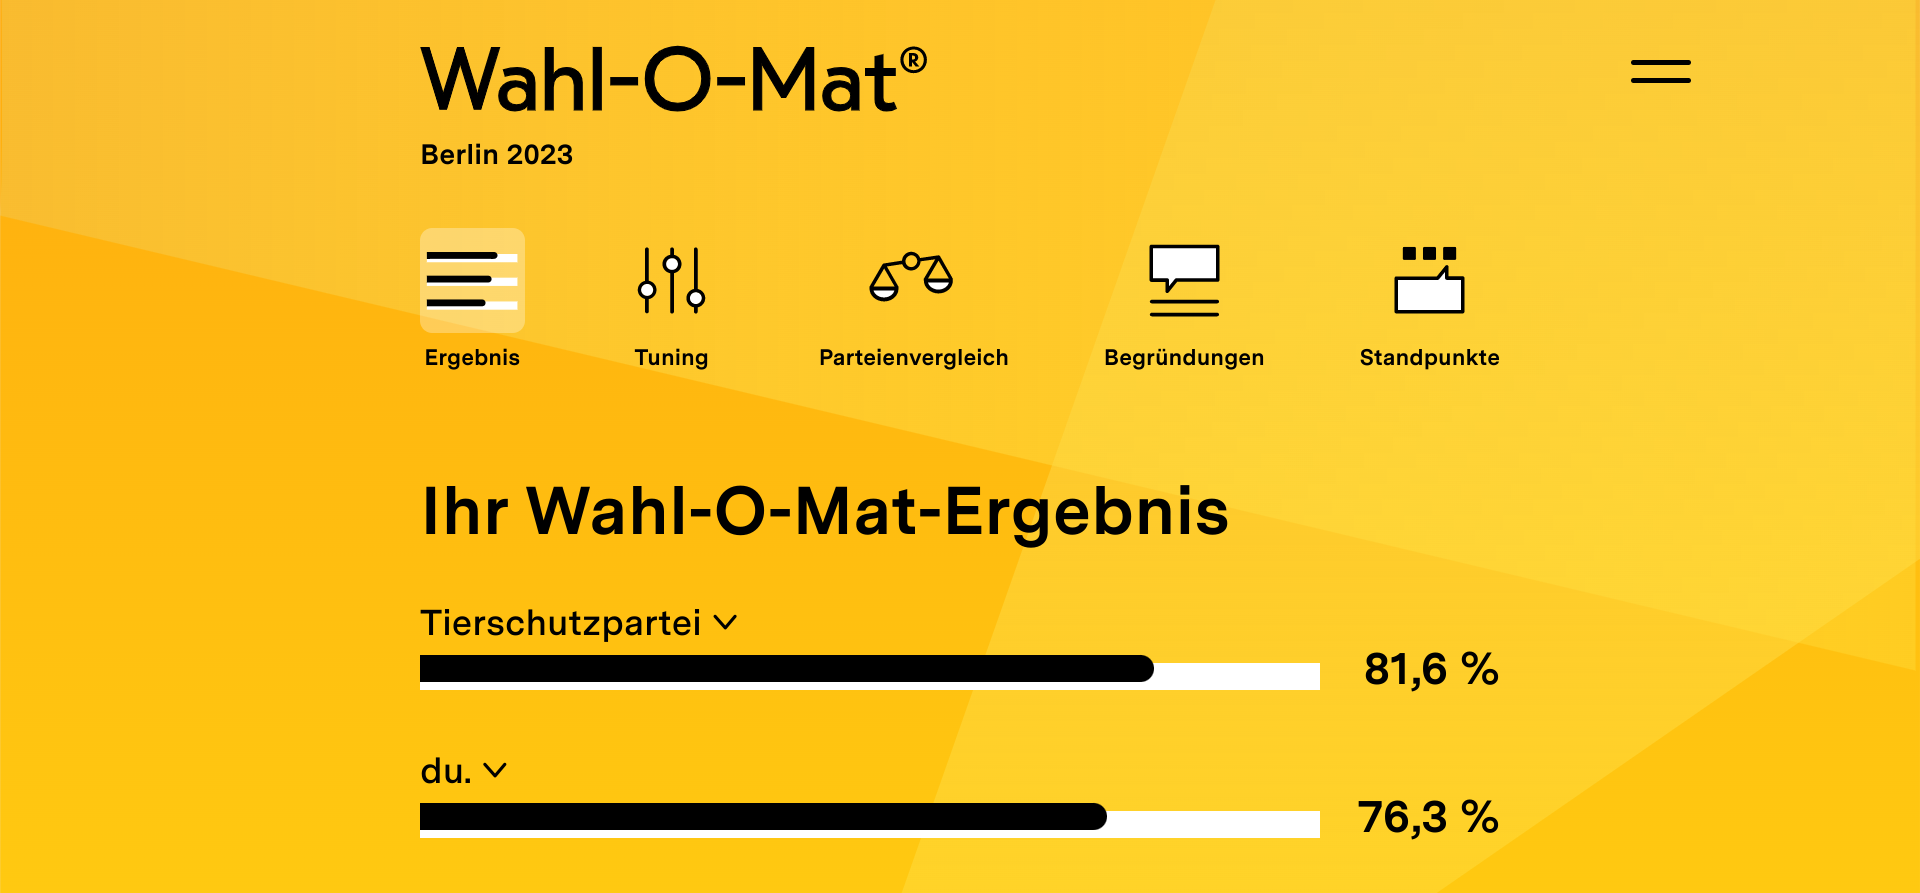 Wahl-O-Mat®
Berlin 2023
Ergebnis Tuning Parteienvergleich Begründungen Standpunkte
Ihr Wahl-O-Mat-Ergebnis
Tierschutzpartei
81,6 %
du.
76,3 %